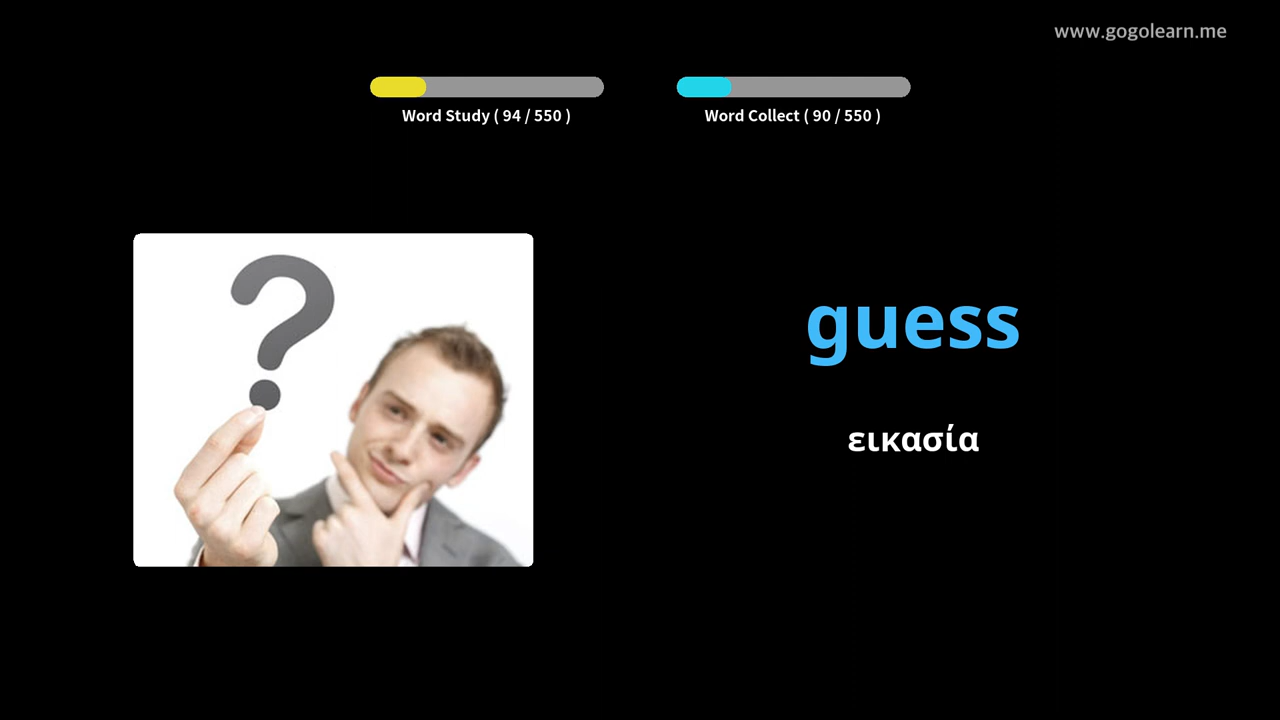 www.gogolearn.me
Word Study ( 94 / 550 )
Word Collect ( 90 / 550 )
?
guess
εικασία